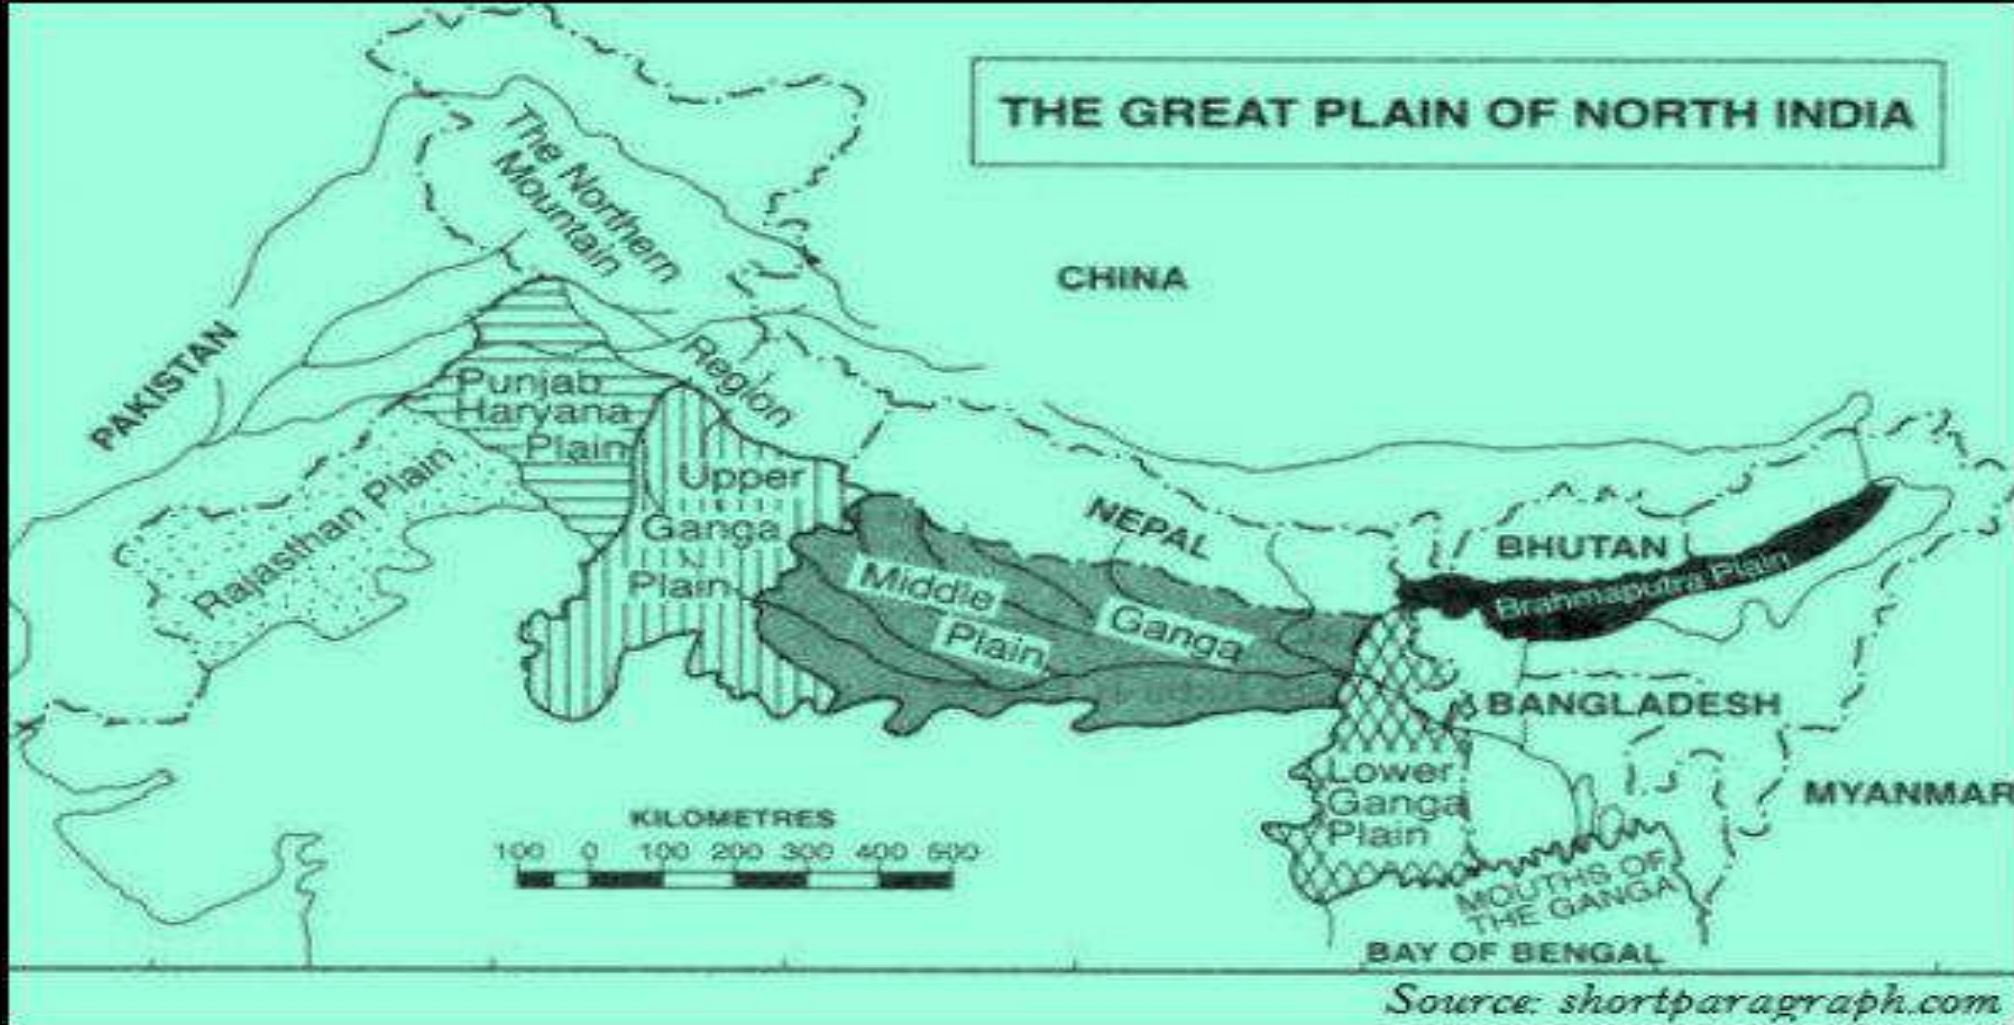 THE GREAT PLAIN OF NORTH INDIA
The Northern
Mountain
Region
CHINA
PAKISTAN
Punjab
Haryana
Plain
Rajasthan Plain
Upper
Ganga
Plain
Middle
Ganga
Plain
NEPAL
BHUTAN
Brahmaputra Plain
BANGLADESH
MYANMAR
Lower
Ganga
Plain
KILOMETRES
100 0 100 200 300 400 500
MOUTHS OF
THE GANGA
BAY OF BENGAL
Source: shortparagraph.com